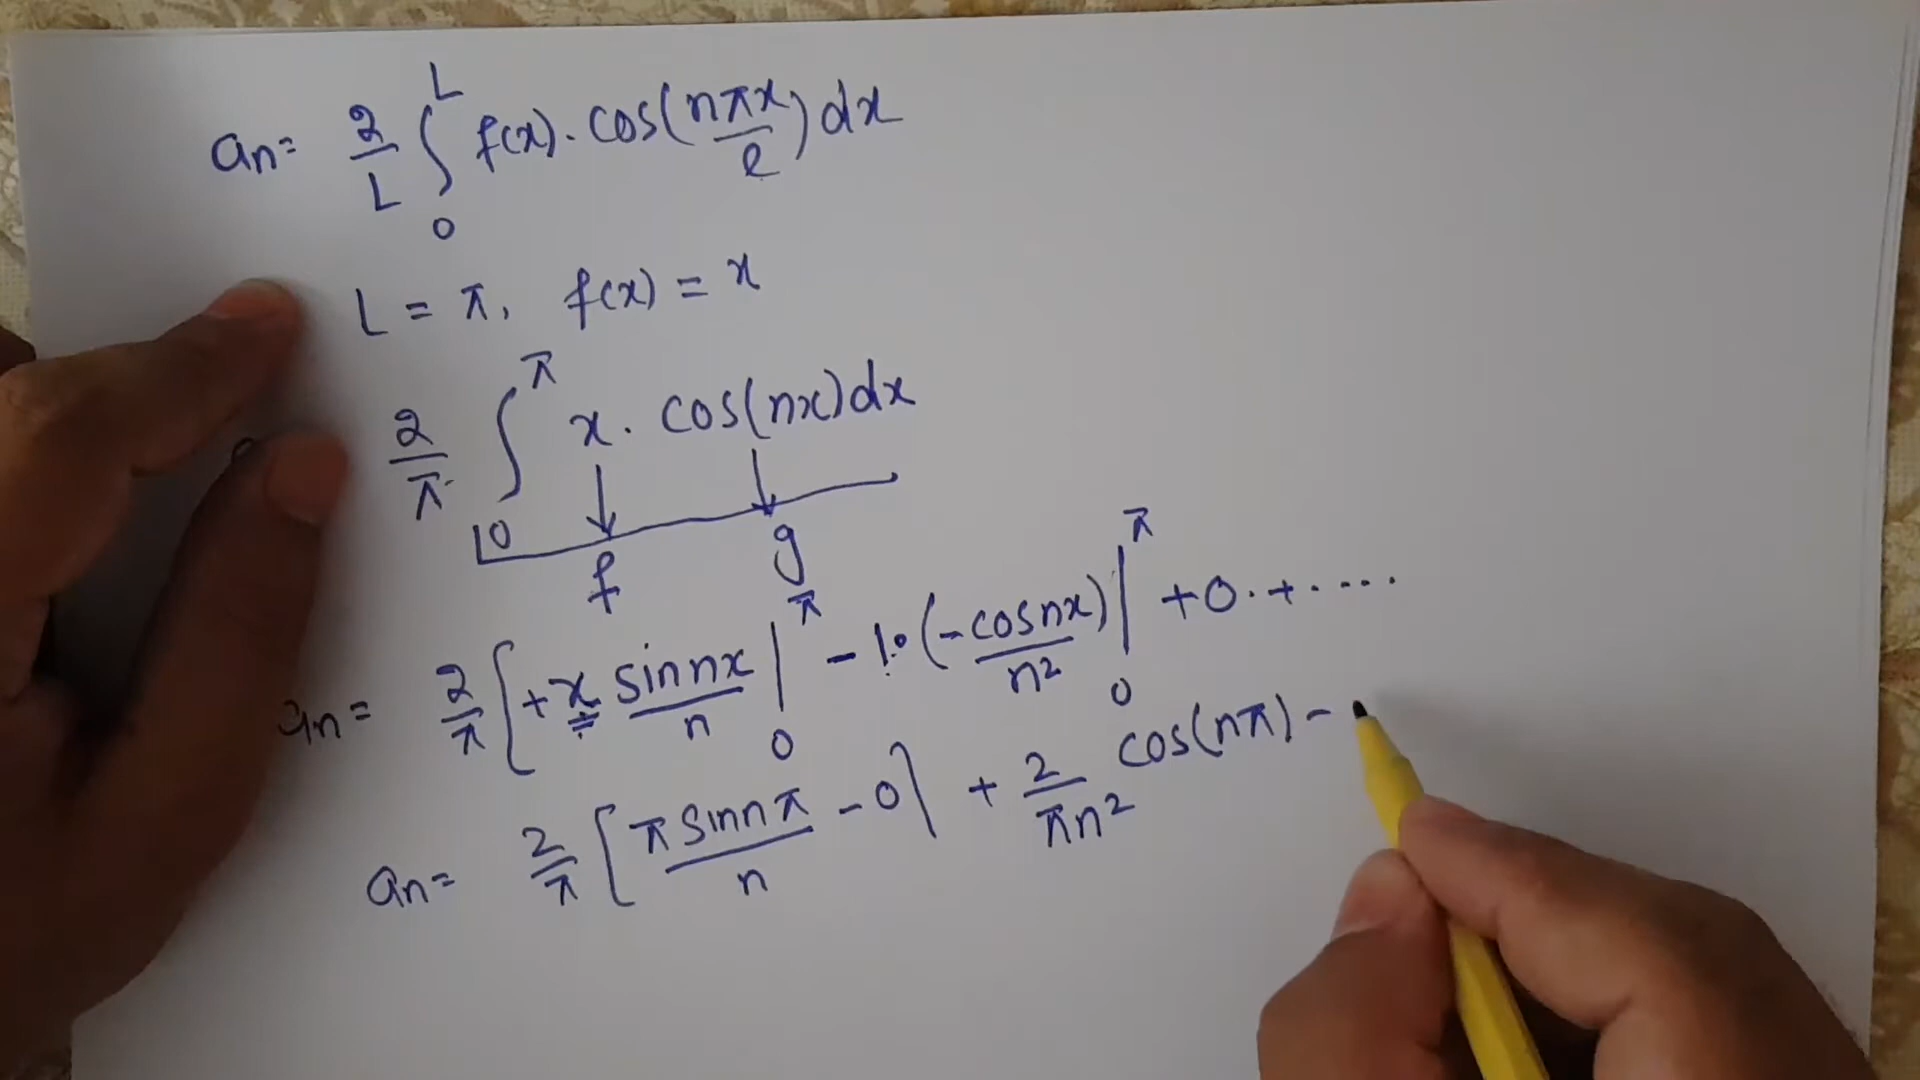 an = 2/L ∫₀ᴸ f(x). cos(nπx/l) dx
L = π, f(x) = x
2/π ∫₀^π x. cos(nx) dx
f g
an = 2/π [+x sin nx/n |₀^π - 1.(-cos nx/n²) |₀^π + 0. + ....
an = 2/π [π sin nπ/n - 0] + 2/πn² cos(nπ) -